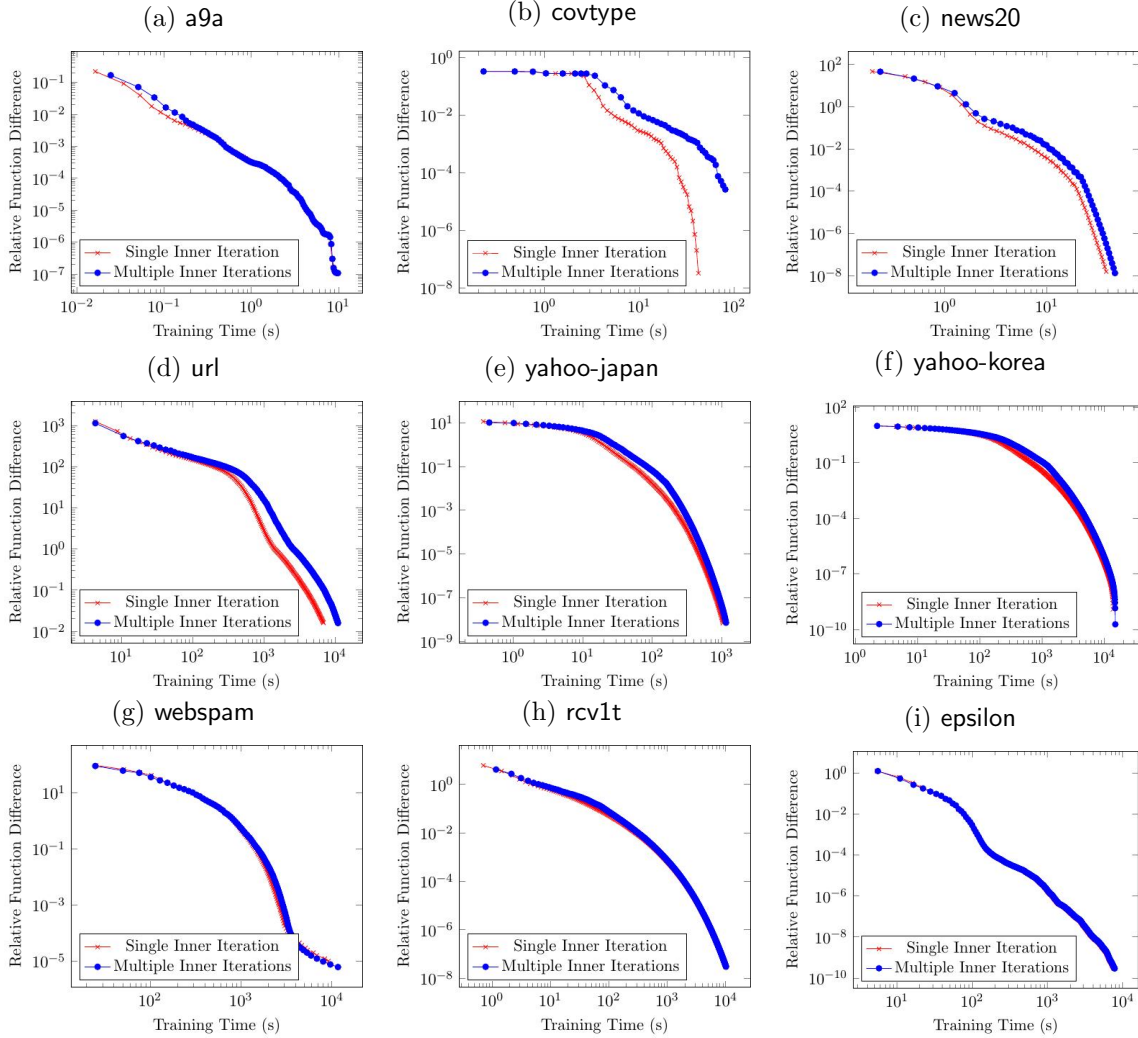 (a) a9a
Relative Function Difference
10^{-1}
10^{-2}
10^{-3}
10^{-4}
10^{-5}
10^{-6}
10^{-7}
Single Inner Iteration
Multiple Inner Iterations
10^{-2} 10^{-1} 10^{0} 10^{1}
Training Time (s)
(b) covtype
Relative Function Difference
10^{0}
10^{-2}
10^{-4}
10^{-6}
10^{-8}
Single Inner Iteration
Multiple Inner Iterations
10^{0} 10^{1} 10^{2}
Training Time (s)
(c) news20
Relative Function Difference
10^{2}
10^{0}
10^{-2}
10^{-4}
10^{-6}
10^{-8}
Single Inner Iteration
Multiple Inner Iterations
10^{0} 10^{1}
Training Time (s)
(d) url
Relative Function Difference
10^{3}
10^{2}
10^{1}
10^{0}
10^{-1}
10^{-2}
Single Inner Iteration
Multiple Inner Iterations
10^{1} 10^{2} 10^{3} 10^{4}
Training Time (s)
(e) yahoo-japan
Relative Function Difference
10^{1}
10^{-1}
10^{-3}
10^{-5}
10^{-7}
10^{-9}
Single Inner Iteration
Multiple Inner Iterations
10^{0} 10^{1} 10^{2} 10^{3}
Training Time (s)
(f) yahoo-korea
Relative Function Difference
10^{2}
10^{-1}
10^{-4}
10^{-7}
10^{-10}
Single Inner Iteration
Multiple Inner Iterations
10^{0} 10^{1} 10^{2} 10^{3} 10^{4}
Training Time (s)
(g) webspam
Relative Function Difference
10^{1}
10^{-1}
10^{-3}
10^{-5}
Single Inner Iteration
Multiple Inner Iterations
10^{2} 10^{3} 10^{4}
Training Time (s)
(h) rcv1t
Relative Function Difference
10^{0}
10^{-2}
10^{-4}
10^{-6}
10^{-8}
Single Inner Iteration
Multiple Inner Iterations
10^{0} 10^{1} 10^{2} 10^{3} 10^{4}
Training Time (s)
(i) epsilon
Relative Function Difference
10^{0}
10^{-2}
10^{-4}
10^{-6}
10^{-8}
10^{-10}
Single Inner Iteration
Multiple Inner Iterations
10^{1} 10^{2} 10^{3} 10^{4}
Training Time (s)